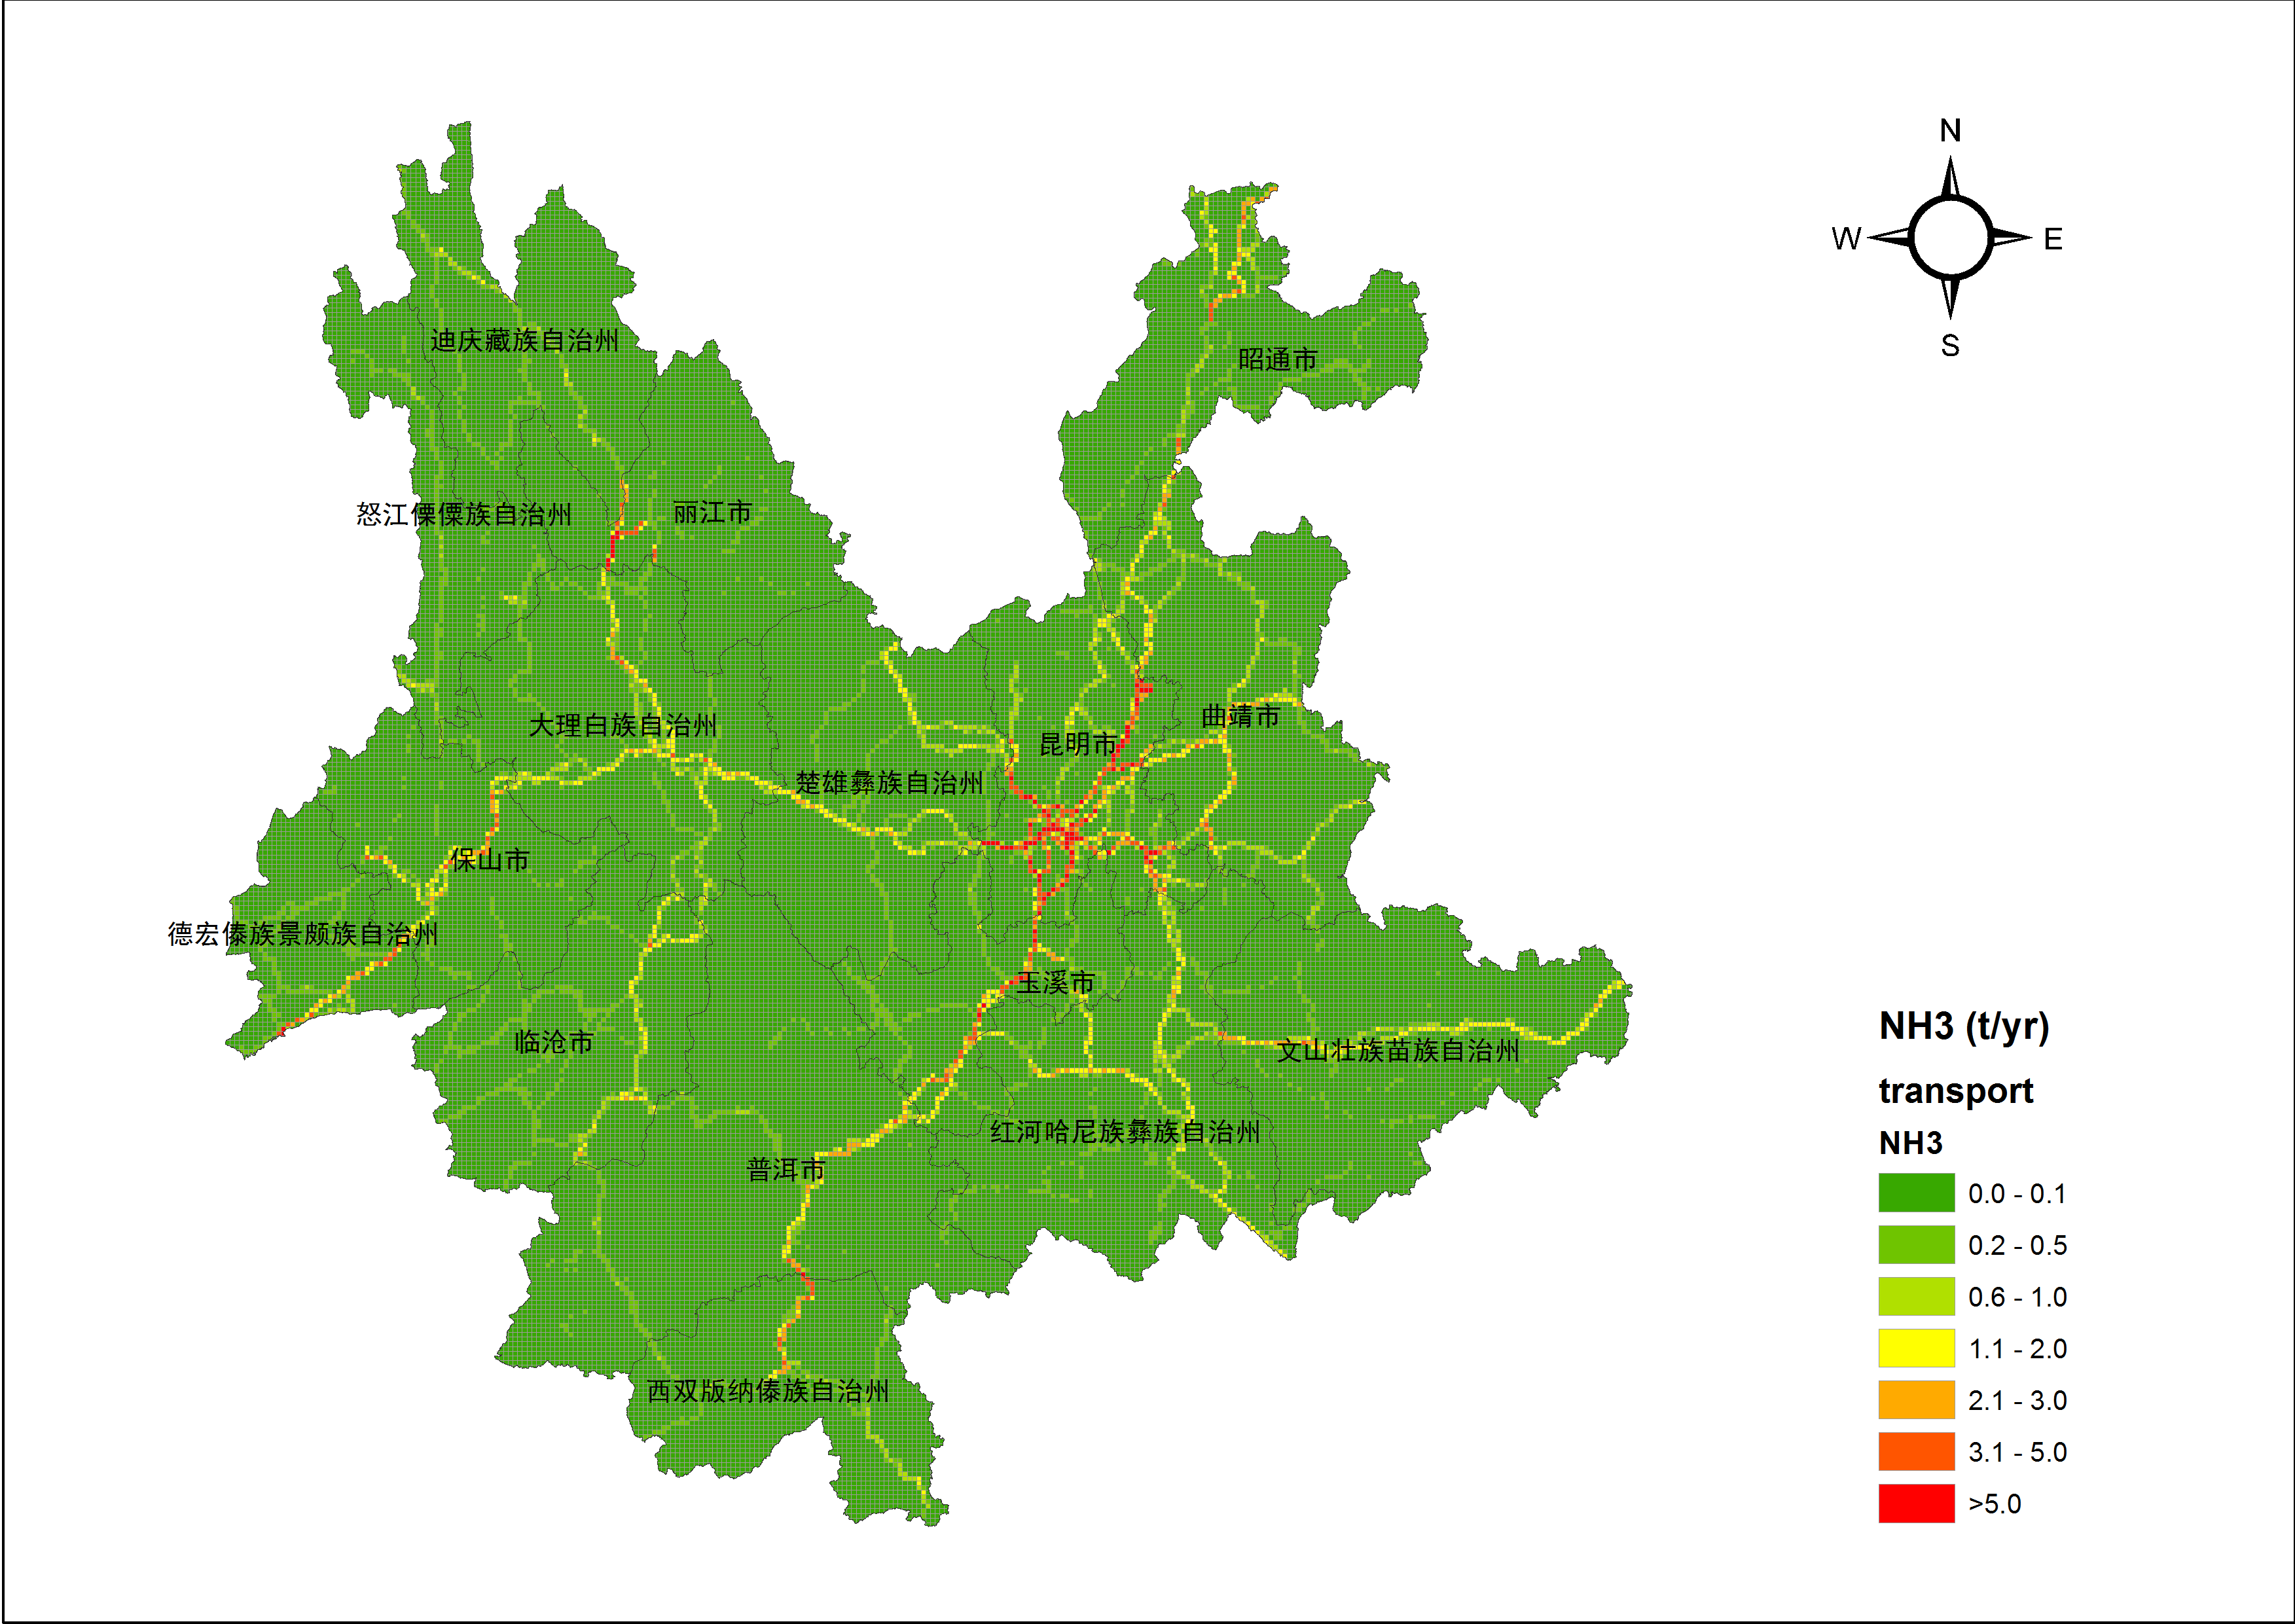 N
W
E
S
迪庆藏族自治州
昭通市
怒江傈僳族自治州
丽江市
曲靖市
大理白族自治州
昆明市
楚雄彝族自治州
保山市
德宏傣族景颇族自治州
玉溪市
临沧市
文山壮族苗族自治州
红河哈尼族彝族自治州
普洱市
西双版纳傣族自治州
NH3 (t/yr)
transport
NH3
0.0 - 0.1
0.2 - 0.5
0.6 - 1.0
1.1 - 2.0
2.1 - 3.0
3.1 - 5.0
>5.0